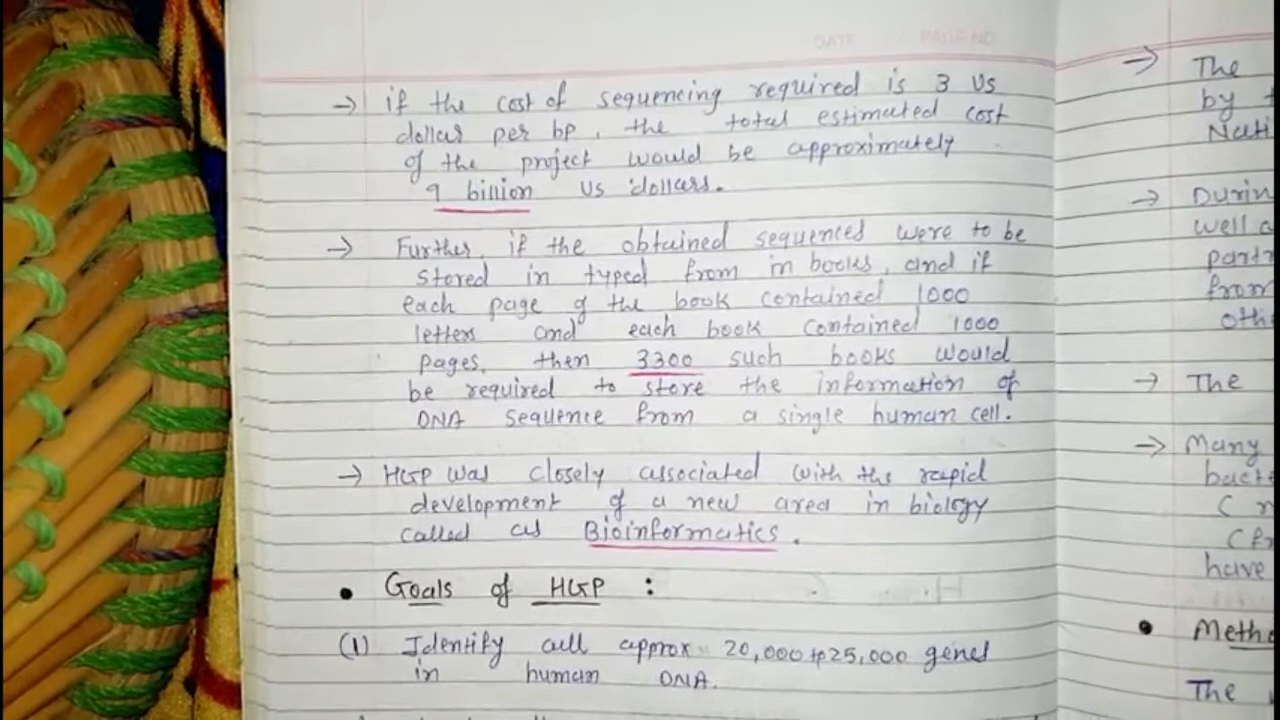 DATE PAGE NO
→ if the cost of sequencing required is 3 US
dollar per bp, the total estimated cost
of the project would be approximately
9 billion US dollars.
→ Further, if the obtained sequences were to be
stored in typed from in books, and if
each page of the book contained 1000
letters and each book contained 1000
pages, then 3300 such books would
be required to store the information of
DNA sequence from a single human cell.
→ HGP was closely associated with the rapid
development of a new area in biology
called as Bioinformatics.
• Goals of HGP :
(1) Identify all approx 20,000 to 25,000 genes
in human DNA.
→ The
by
Nati
→ Durin
well a
partn
from
oth
→ The
→ Many
bact
(
(
have
• Metho
The